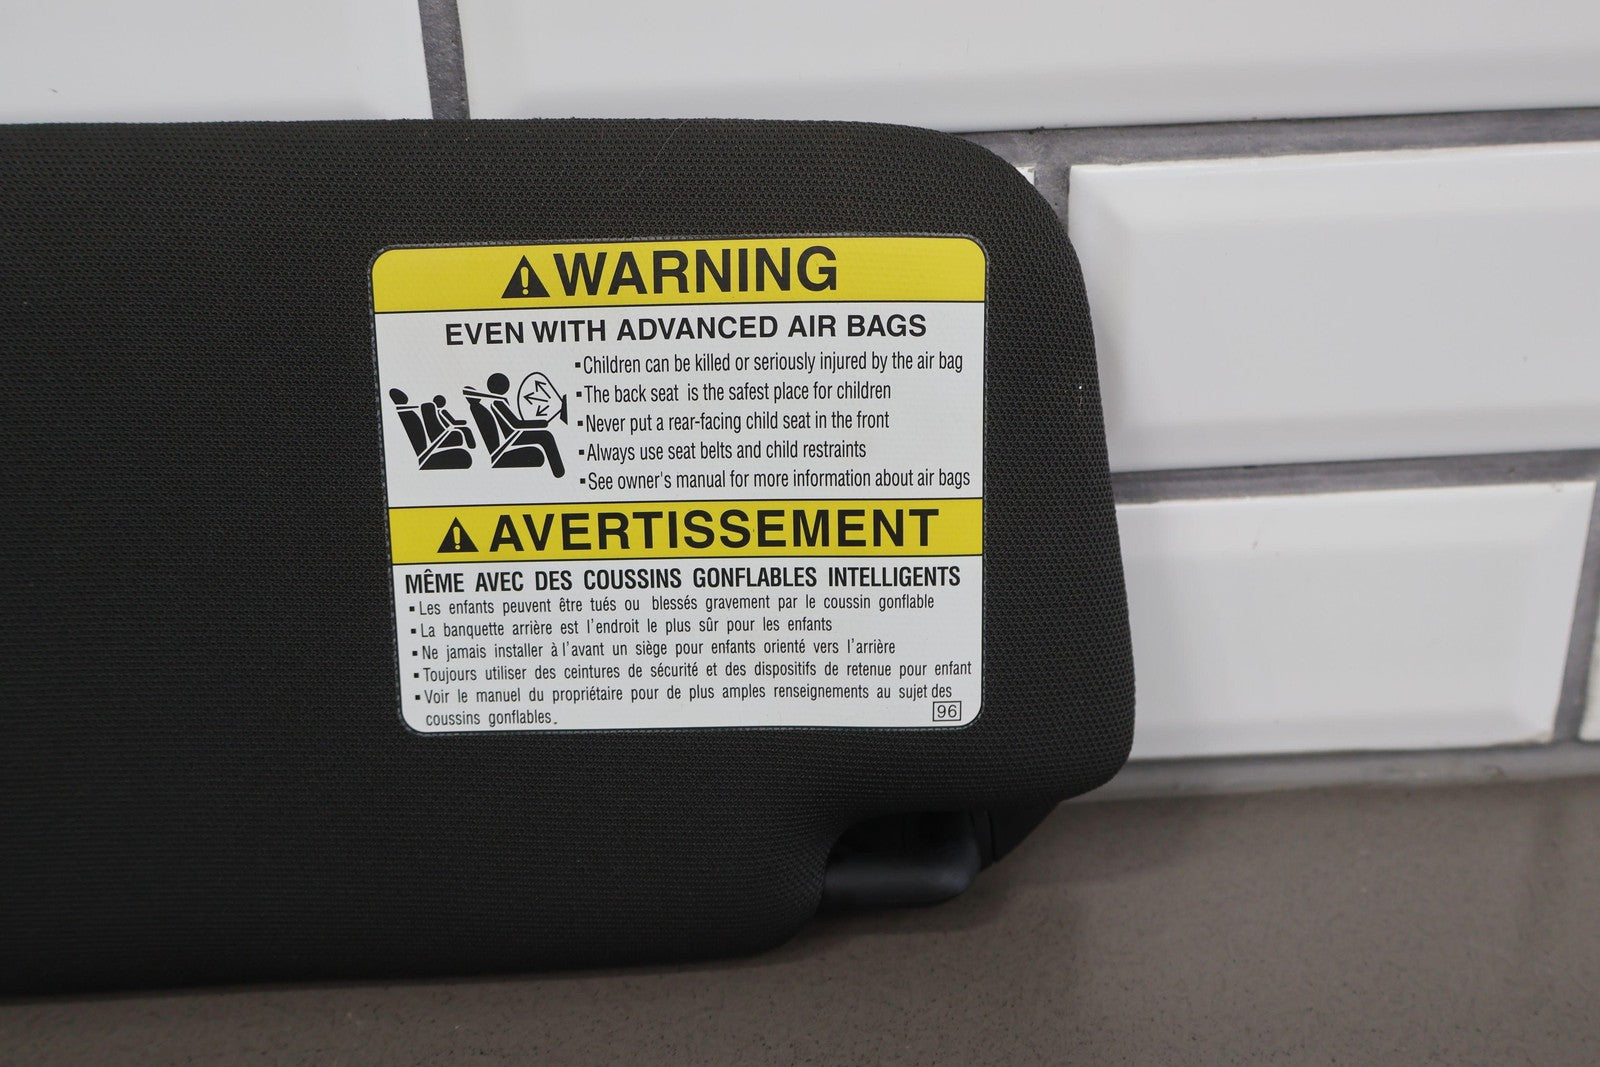 WARNING
EVEN WITH ADVANCED AIR BAGS
▪Children can be killed or seriously injured by the air bag
▪The back seat is the safest place for children
▪Never put a rear-facing child seat in the front
▪Always use seat belts and child restraints
▪See owner's manual for more information about air bags
AVERTISSEMENT
MÊME AVEC DES COUSSINS GONFLABLES INTELLIGENTS
▪ Les enfants peuvent être tués ou blessés gravement par le coussin gonflable
▪ La banquette arrière est l'endroit le plus sûr pour les enfants
▪ Ne jamais installer à l'avant un siège pour enfants orienté vers l'arrière
▪ Toujours utiliser des ceintures de sécurité et des dispositifs de retenue pour enfant
▪ Voir le manuel du propriétaire pour de plus amples renseignements au sujet des
coussins gonflables.
96